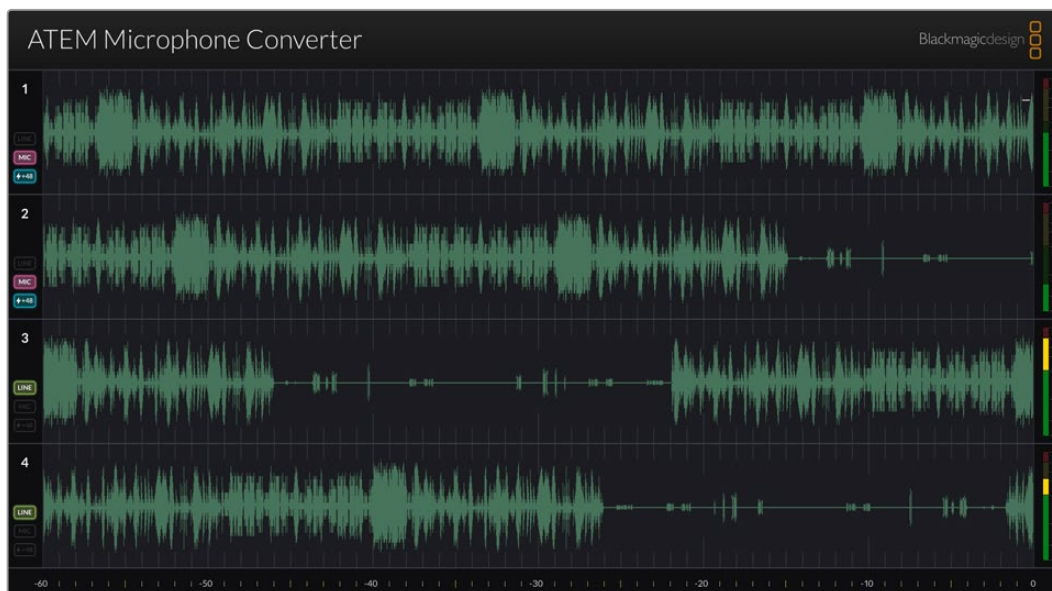 ATEM Microphone Converter
Blackmagicdesign
1
LINE
MIC
+48
2
LINE
MIC
+48
3
LINE
MIC
+48
4
LINE
MIC
+48
-60 -50 -40 -30 -20 -10 0